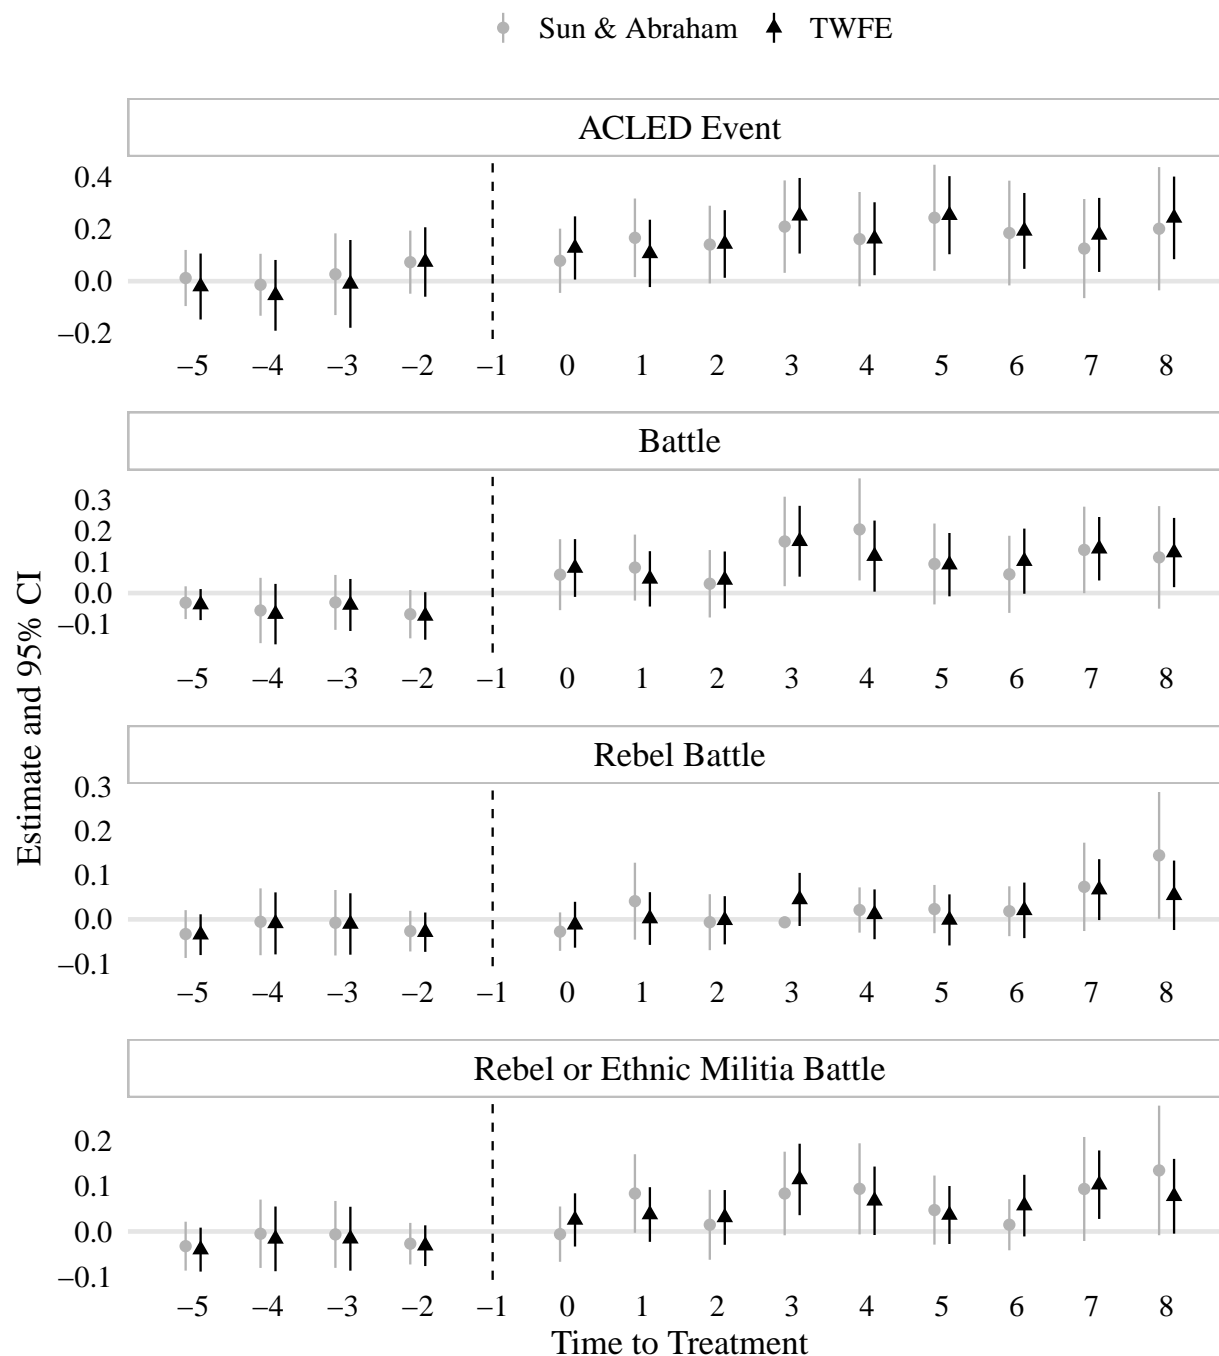 Sun & Abraham TWFE
ACLED Event
0.4
0.2
0.0
–0.2
–5 –4 –3 –2 –1 0 1 2 3 4 5 6 7 8
Battle
0.3
0.2
0.1
0.0
–0.1
–5 –4 –3 –2 –1 0 1 2 3 4 5 6 7 8
Estimate and 95% CI
Rebel Battle
0.3
0.2
0.1
0.0
–0.1
–5 –4 –3 –2 –1 0 1 2 3 4 5 6 7 8
Rebel or Ethnic Militia Battle
0.2
0.1
0.0
–0.1
–5 –4 –3 –2 –1 0 1 2 3 4 5 6 7 8
Time to Treatment